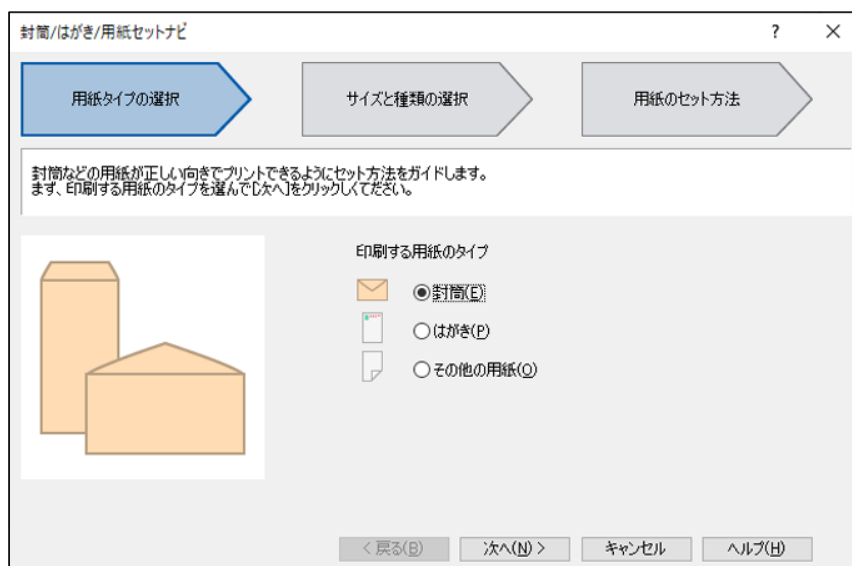 封筒/はがき/用紙セットナビ
?
用紙タイプの選択
サイズと種類の選択
用紙のセット方法
封筒などの用紙が正しい向きでプリントできるようにセット方法をガイドします。
まず、印刷する用紙のタイプを選んで[次へ]をクリックしてください。
印刷する用紙のタイプ
封筒(E)
はがき(P)
その他の用紙(O)
< 戻る(B)
次へ(N) >
キャンセル
ヘルプ(H)